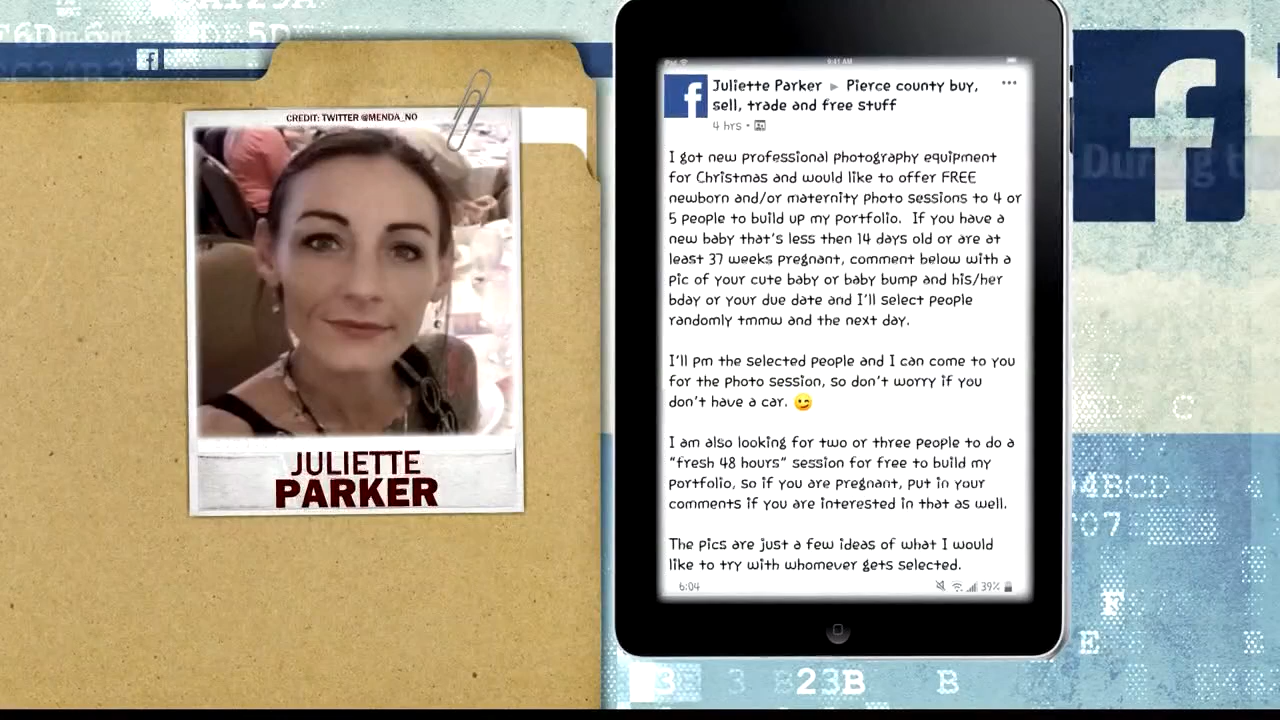 CREDIT: TWITTER @MENDA_NO
JULIETTE
PARKER
9:41 AM
Juliette Parker ▸ Pierce county buy,
sell, trade and free stuff
4 hrs •
I got new professional photography equipment
for Christmas and would like to offer FREE
newborn and/or maternity photo sessions to 4 or
5 people to build up my portfolio. If you have a
new baby that's less then 14 days old or are at
least 37 weeks pregnant, comment below with a
pic of your cute baby or baby bump and his/her
bday or your due date and I'll select people
randomly tmmw and the next day.
I'll pm the selected people and I can come to you
for the photo session, so don't worry if you
don't have a car. 😉
I am also looking for two or three people to do a
"fresh 48 hours" session for free to build my
portfolio, so if you are pregnant, put in your
comments if you are interested in that as well.
The pics are just a few ideas of what I would
like to try with whomever gets selected.
6:04 39%
f
23B
B
E
F